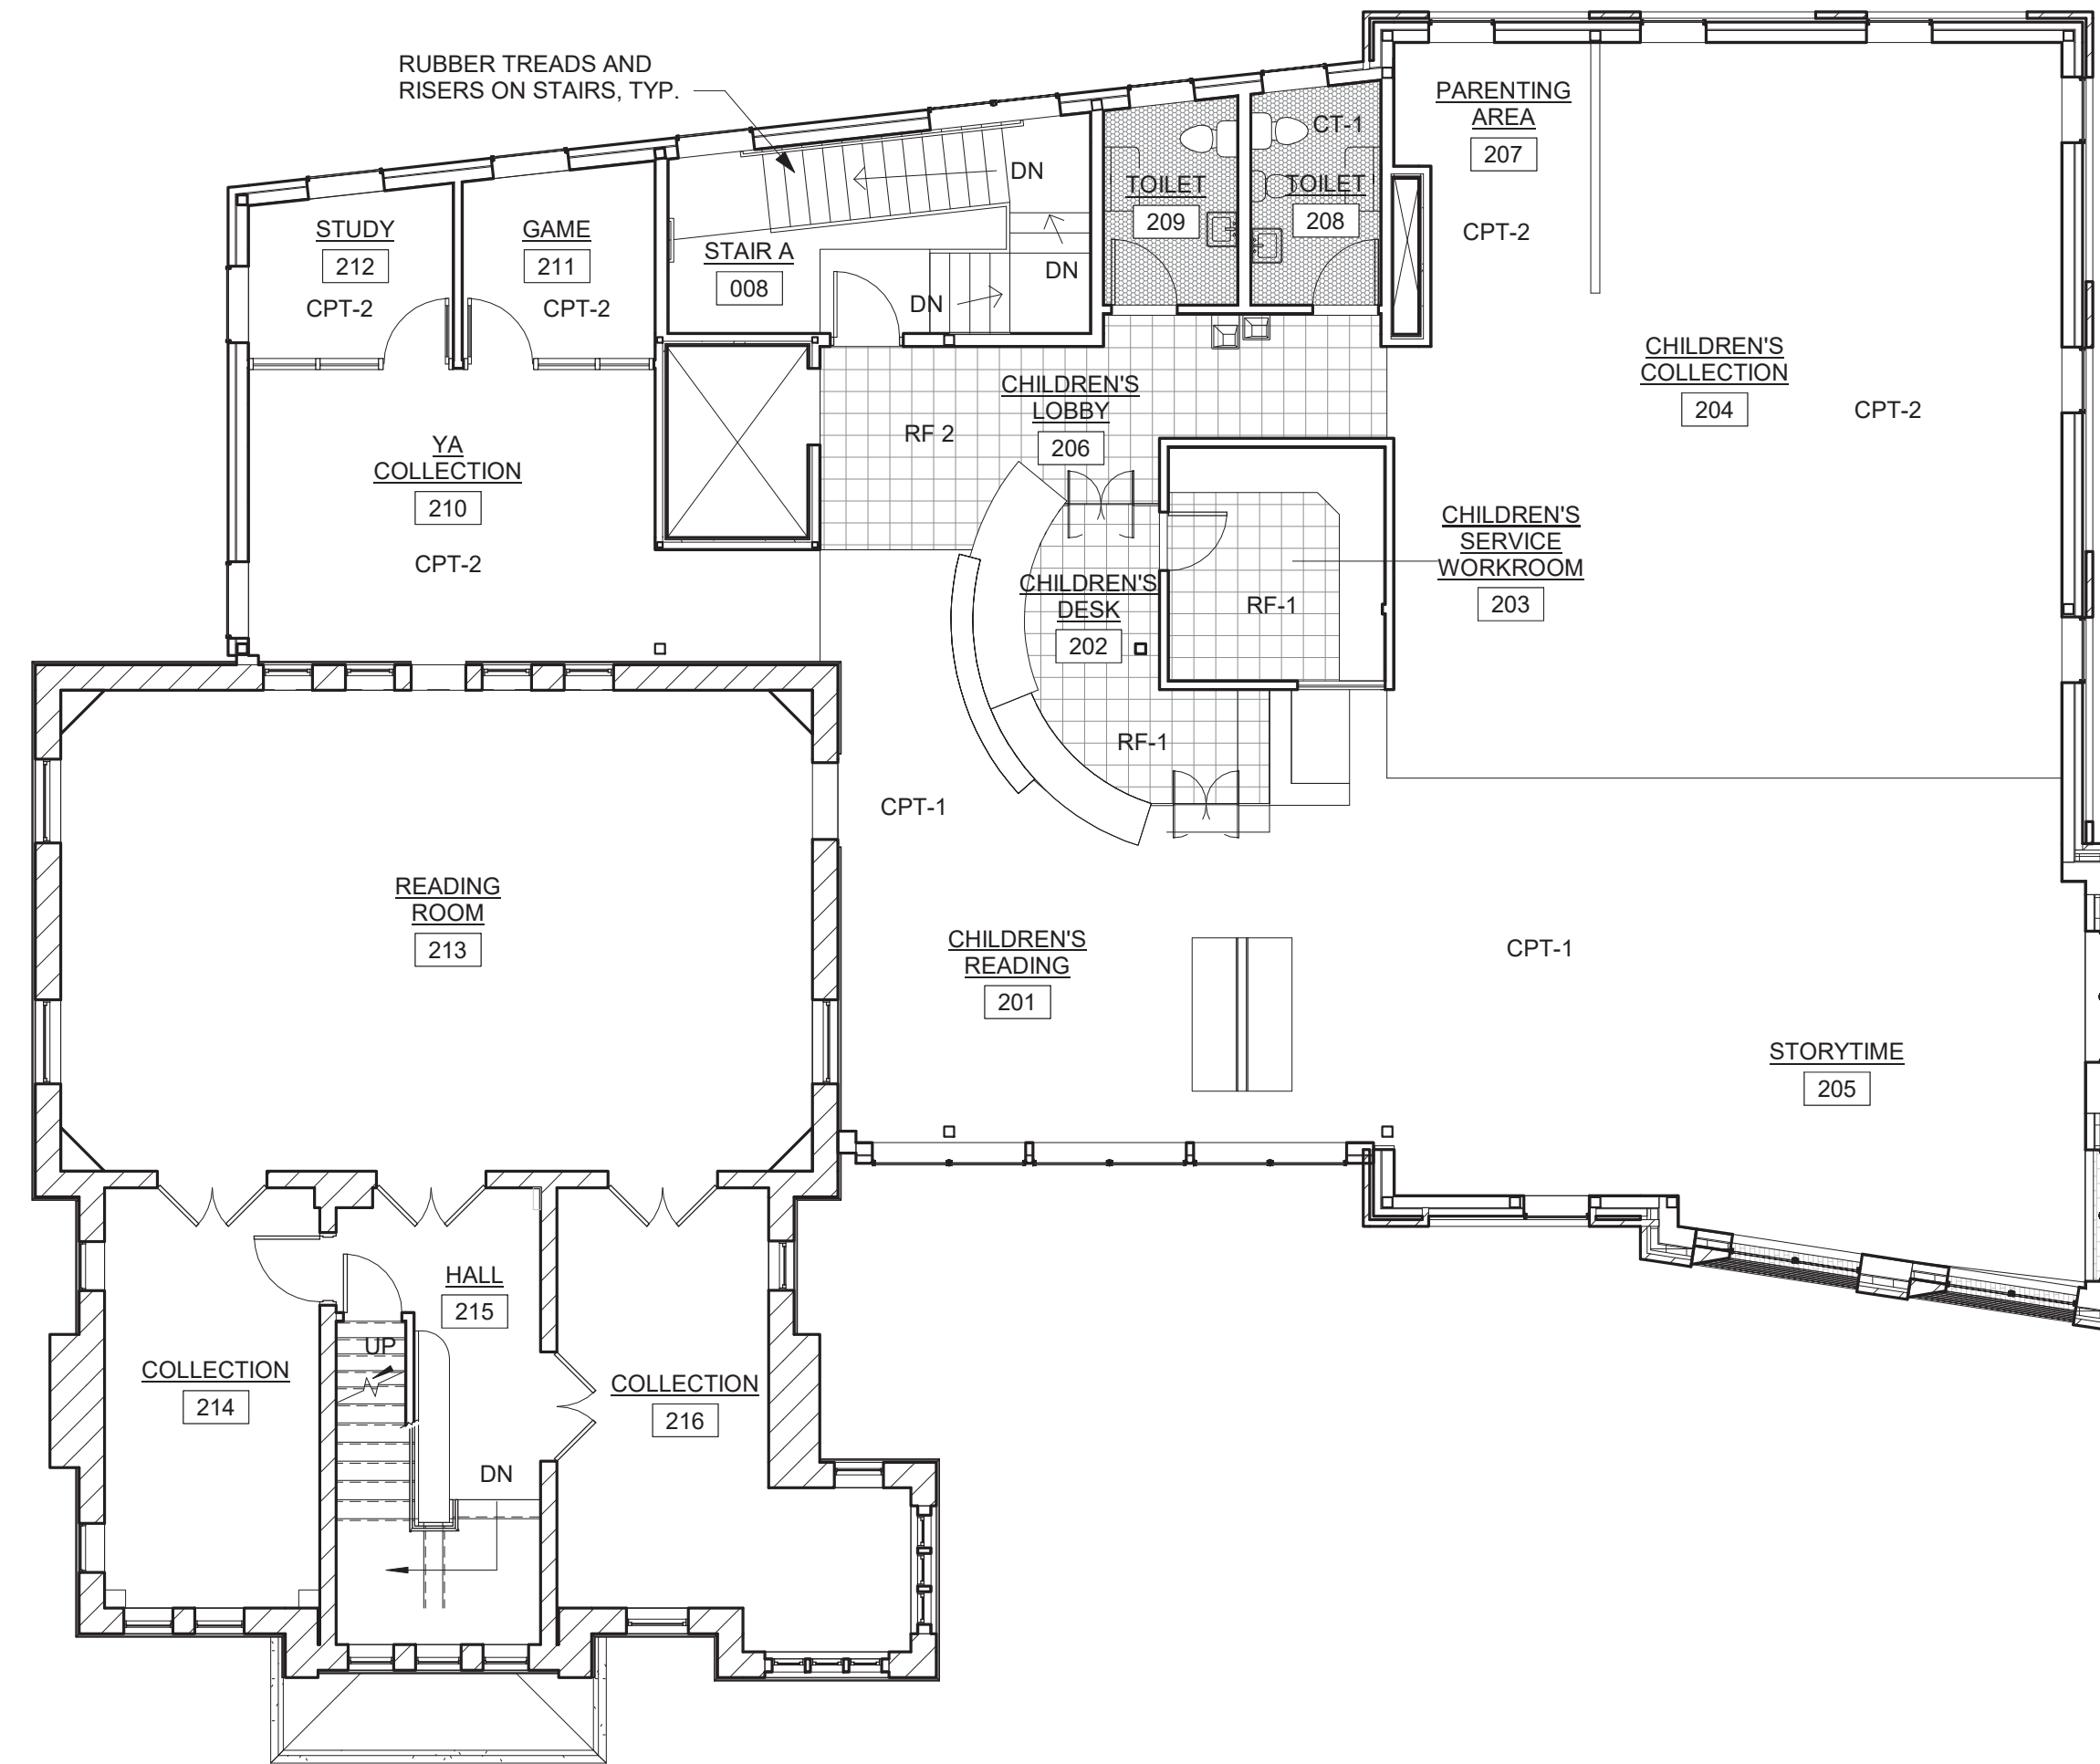 RUBBER TREADS AND
RISERS ON STAIRS, TYP.
PARENTING
AREA
207
CPT-2
CT-1
TOILET
209
TOILET
208
DN
DN
DN
STAIR A
008
STUDY
212
CPT-2
GAME
211
CPT-2
CHILDREN'S
COLLECTION
204
CPT-2
CHILDREN'S
LOBBY
206
RF 2
YA
COLLECTION
210
CPT-2
CHILDREN'S
SERVICE
WORKROOM
203
CHILDREN'S
DESK
202
RF-1
RF-1
CPT-1
READING
ROOM
213
CHILDREN'S
READING
201
CPT-1
STORYTIME
205
HALL
215
UP
COLLECTION
214
COLLECTION
216
DN